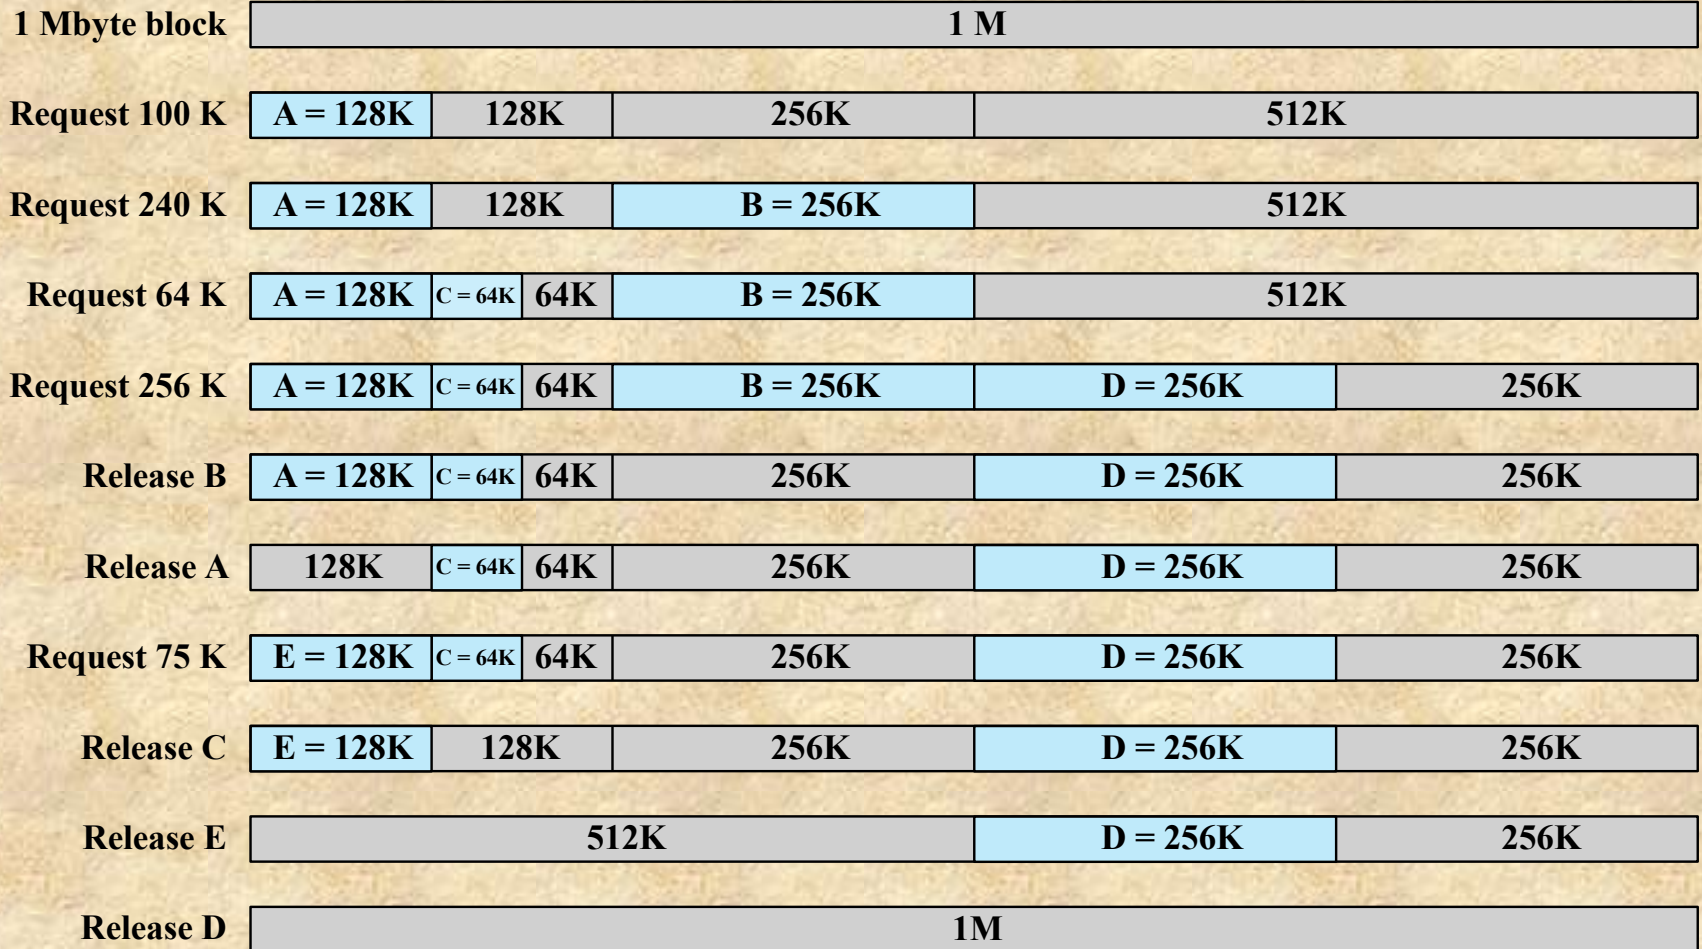 1 Mbyte block 1 M
Request 100 K A = 128K 128K 256K 512K
Request 240 K A = 128K 128K B = 256K 512K
Request 64 K A = 128K C = 64K 64K B = 256K 512K
Request 256 K A = 128K C = 64K 64K B = 256K D = 256K 256K
Release B A = 128K C = 64K 64K 256K D = 256K 256K
Release A 128K C = 64K 64K 256K D = 256K 256K
Request 75 K E = 128K C = 64K 64K 256K D = 256K 256K
Release C E = 128K 128K 256K D = 256K 256K
Release E 512K D = 256K 256K
Release D 1M